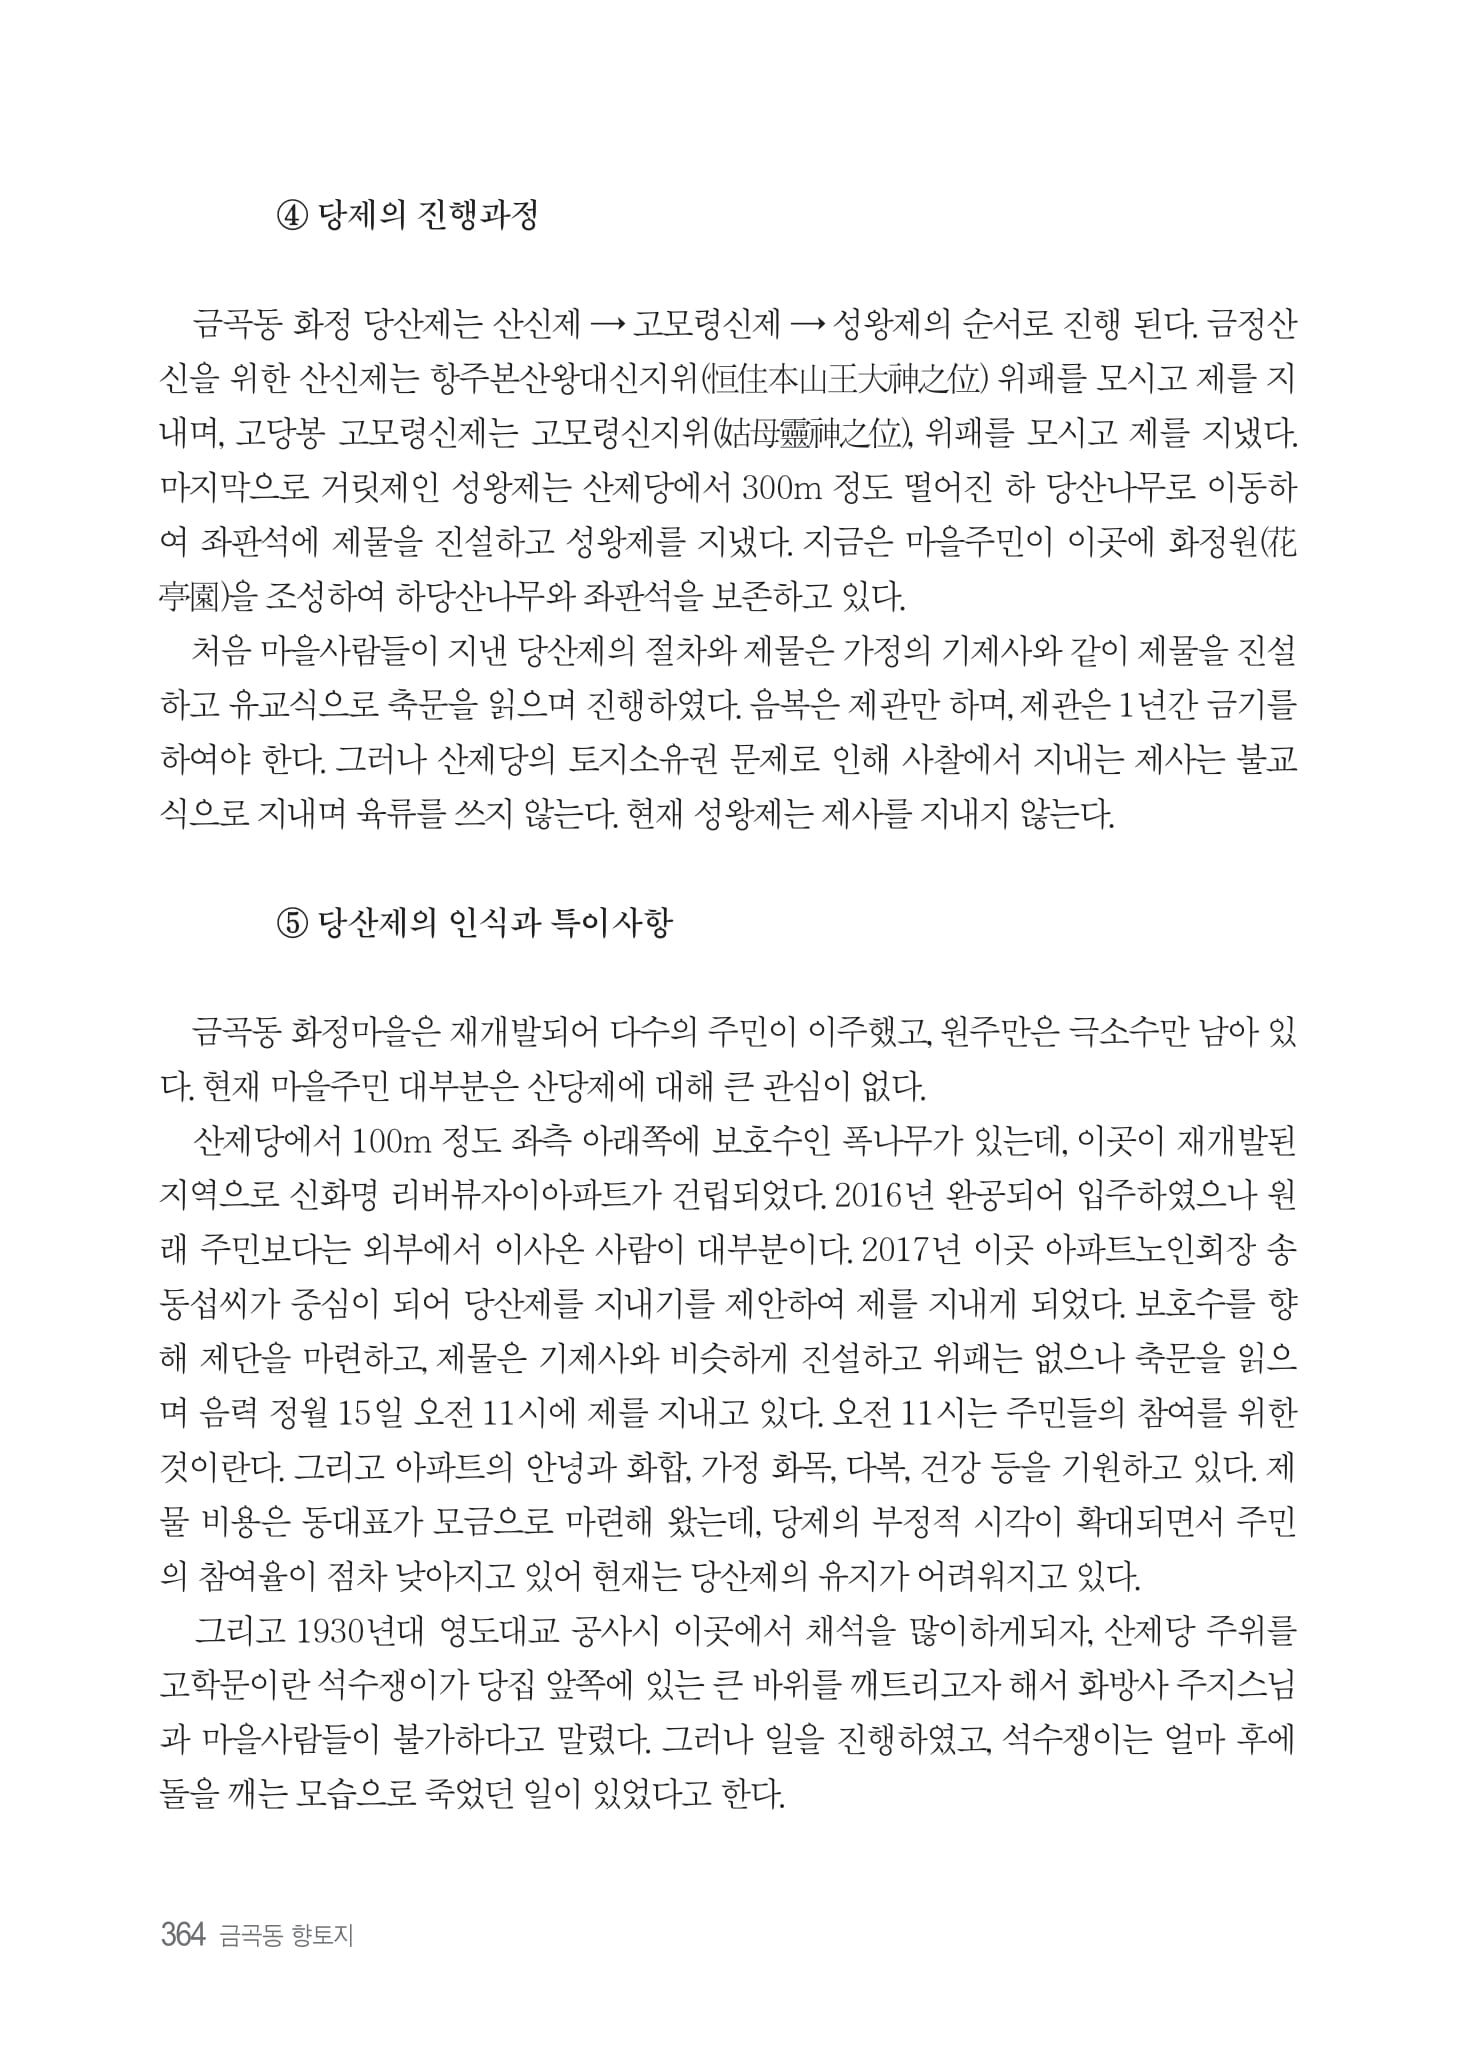 ④ 당제의 진행과정
금곡동 화정 당산제는 산신제 → 고모령신제 → 성왕제의 순서로 진행 된다. 금정산
신을 위한 산신제는 항주본산왕대신지위(恒住本山王大神之位) 위패를 모시고 제를 지
내며, 고당봉 고모령신제는 고모령신지위(姑母靈神之位), 위패를 모시고 제를 지냈다.
마지막으로 거릿제인 성왕제는 산제당에서 300m 정도 떨어진 하 당산나무로 이동하
여 좌판석에 제물을 진설하고 성왕제를 지냈다. 지금은 마을주민이 이곳에 화정원(花
亭園)을 조성하여 하당산나무와 좌판석을 보존하고 있다.
처음 마을사람들이 지낸 당산제의 절차와 제물은 가정의 기제사와 같이 제물을 진설
하고 유교식으로 축문을 읽으며 진행하였다. 음복은 제관만 하며, 제관은 1년간 금기를
하여야 한다. 그러나 산제당의 토지소유권 문제로 인해 사찰에서 지내는 제사는 불교
식으로 지내며 육류를 쓰지 않는다. 현재 성왕제는 제사를 지내지 않는다.
⑤ 당산제의 인식과 특이사항
금곡동 화정마을은 재개발되어 다수의 주민이 이주했고, 원주만은 극소수만 남아 있
다. 현재 마을주민 대부분은 산당제에 대해 큰 관심이 없다.
산제당에서 100m 정도 좌측 아래쪽에 보호수인 폭나무가 있는데, 이곳이 재개발된
지역으로 신화명 리버뷰자이아파트가 건립되었다. 2016년 완공되어 입주하였으나 원
래 주민보다는 외부에서 이사온 사람이 대부분이다. 2017년 이곳 아파트노인회장 송
동섭씨가 중심이 되어 당산제를 지내기를 제안하여 제를 지내게 되었다. 보호수를 향
해 제단을 마련하고, 제물은 기제사와 비슷하게 진설하고 위패는 없으나 축문을 읽으
며 음력 정월 15일 오전 11시에 제를 지내고 있다. 오전 11시는 주민들의 참여를 위한
것이란다. 그리고 아파트의 안녕과 화합, 가정 화목, 다복, 건강 등을 기원하고 있다. 제
물 비용은 동대표가 모금으로 마련해 왔는데, 당제의 부정적 시각이 확대되면서 주민
의 참여율이 점차 낮아지고 있어 현재는 당산제의 유지가 어려워지고 있다.
그리고 1930년대 영도대교 공사시 이곳에서 채석을 많이하게되자, 산제당 주위를
고학문이란 석수쟁이가 당집 앞쪽에 있는 큰 바위를 깨트리고자 해서 화방사 주지스님
과 마을사람들이 불가하다고 말렸다. 그러나 일을 진행하였고, 석수쟁이는 얼마 후에
돌을 깨는 모습으로 죽었던 일이 있었다고 한다.
364 금곡동 향토지